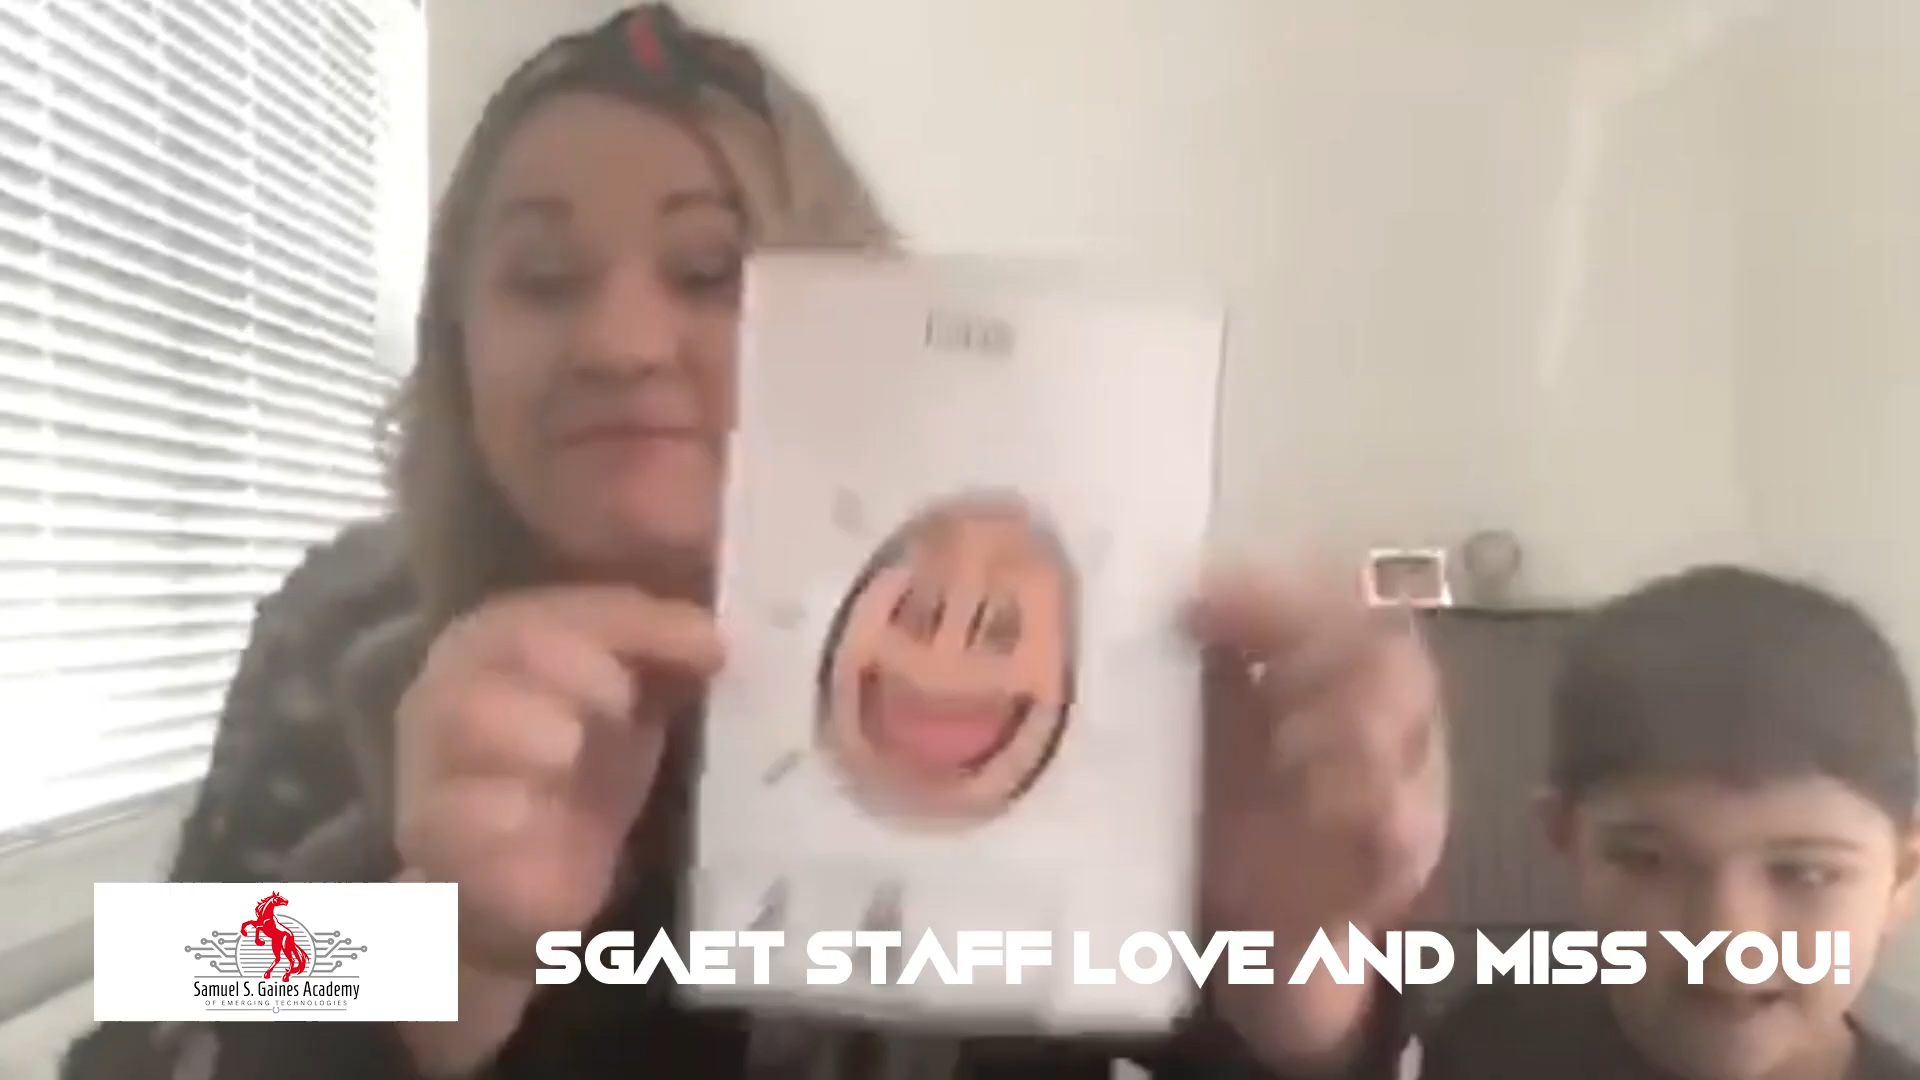 Samuel S. Gaines Academy
OF EMERGING TECHNOLOGIES
SGAET STAFF LOVE AND MISS YOU!